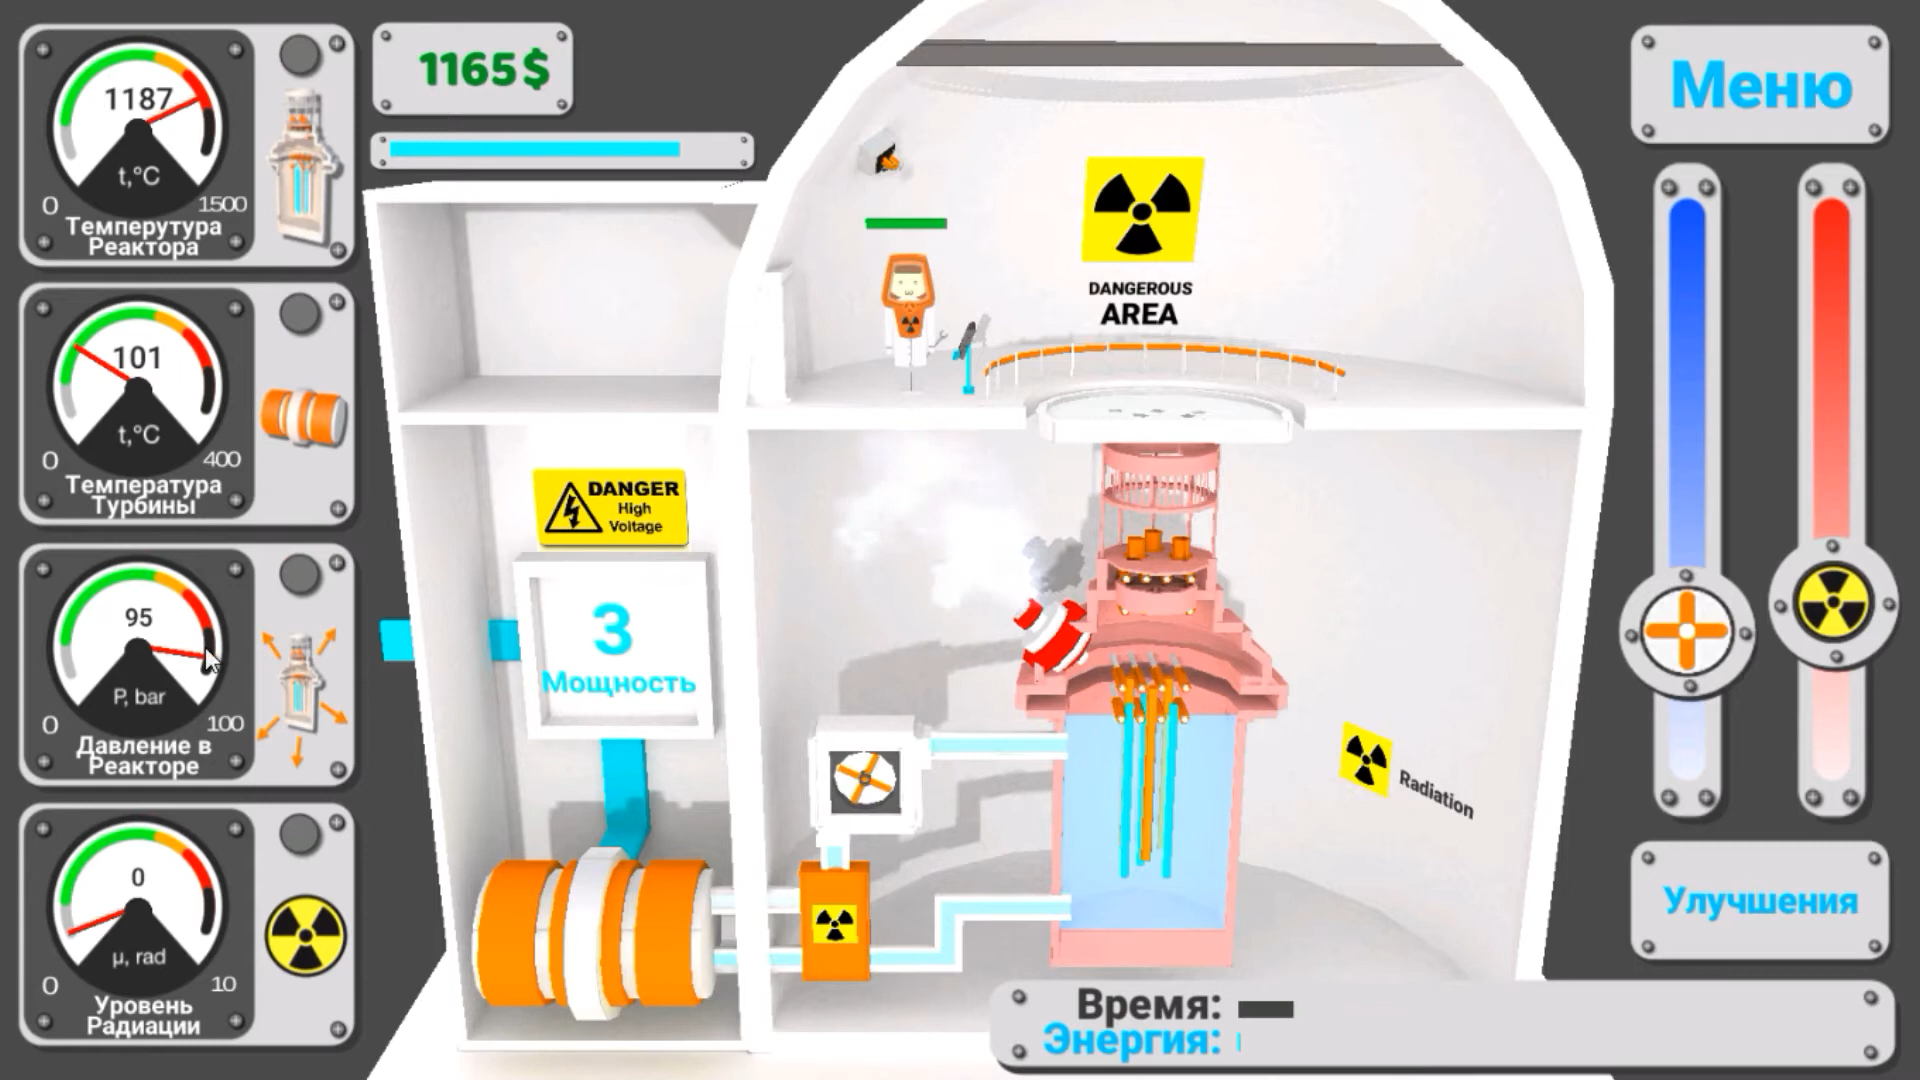 1187
t,°C
0
1500
Темперутура
Реактора
101
t,°C
0
400
Температура
Турбины
95
P, bar
0
100
Давление в
Реакторе
0
μ, rad
0
10
Уровень
Радиации
1165$
DANGEROUS
AREA
DANGER
High
Voltage
3
Мощность
Radiation
Меню
Улучшения
Время:
Энергия: